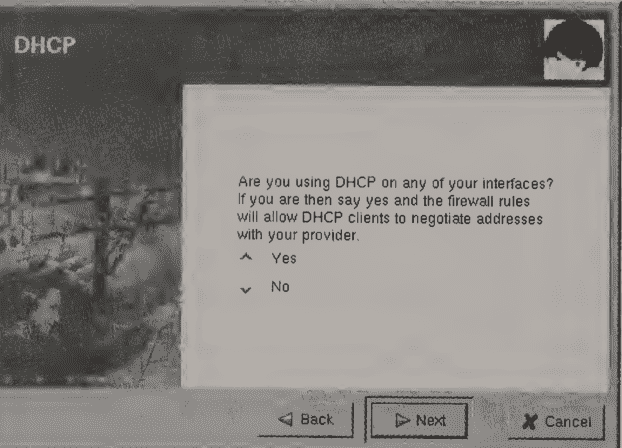 DHCP
Are you using DHCP on any of your interfaces?
If you are then say yes and the firewall rules
will allow DHCP clients to negotiate addresses
with your provider.
Yes
No
Back
Next
Cancel